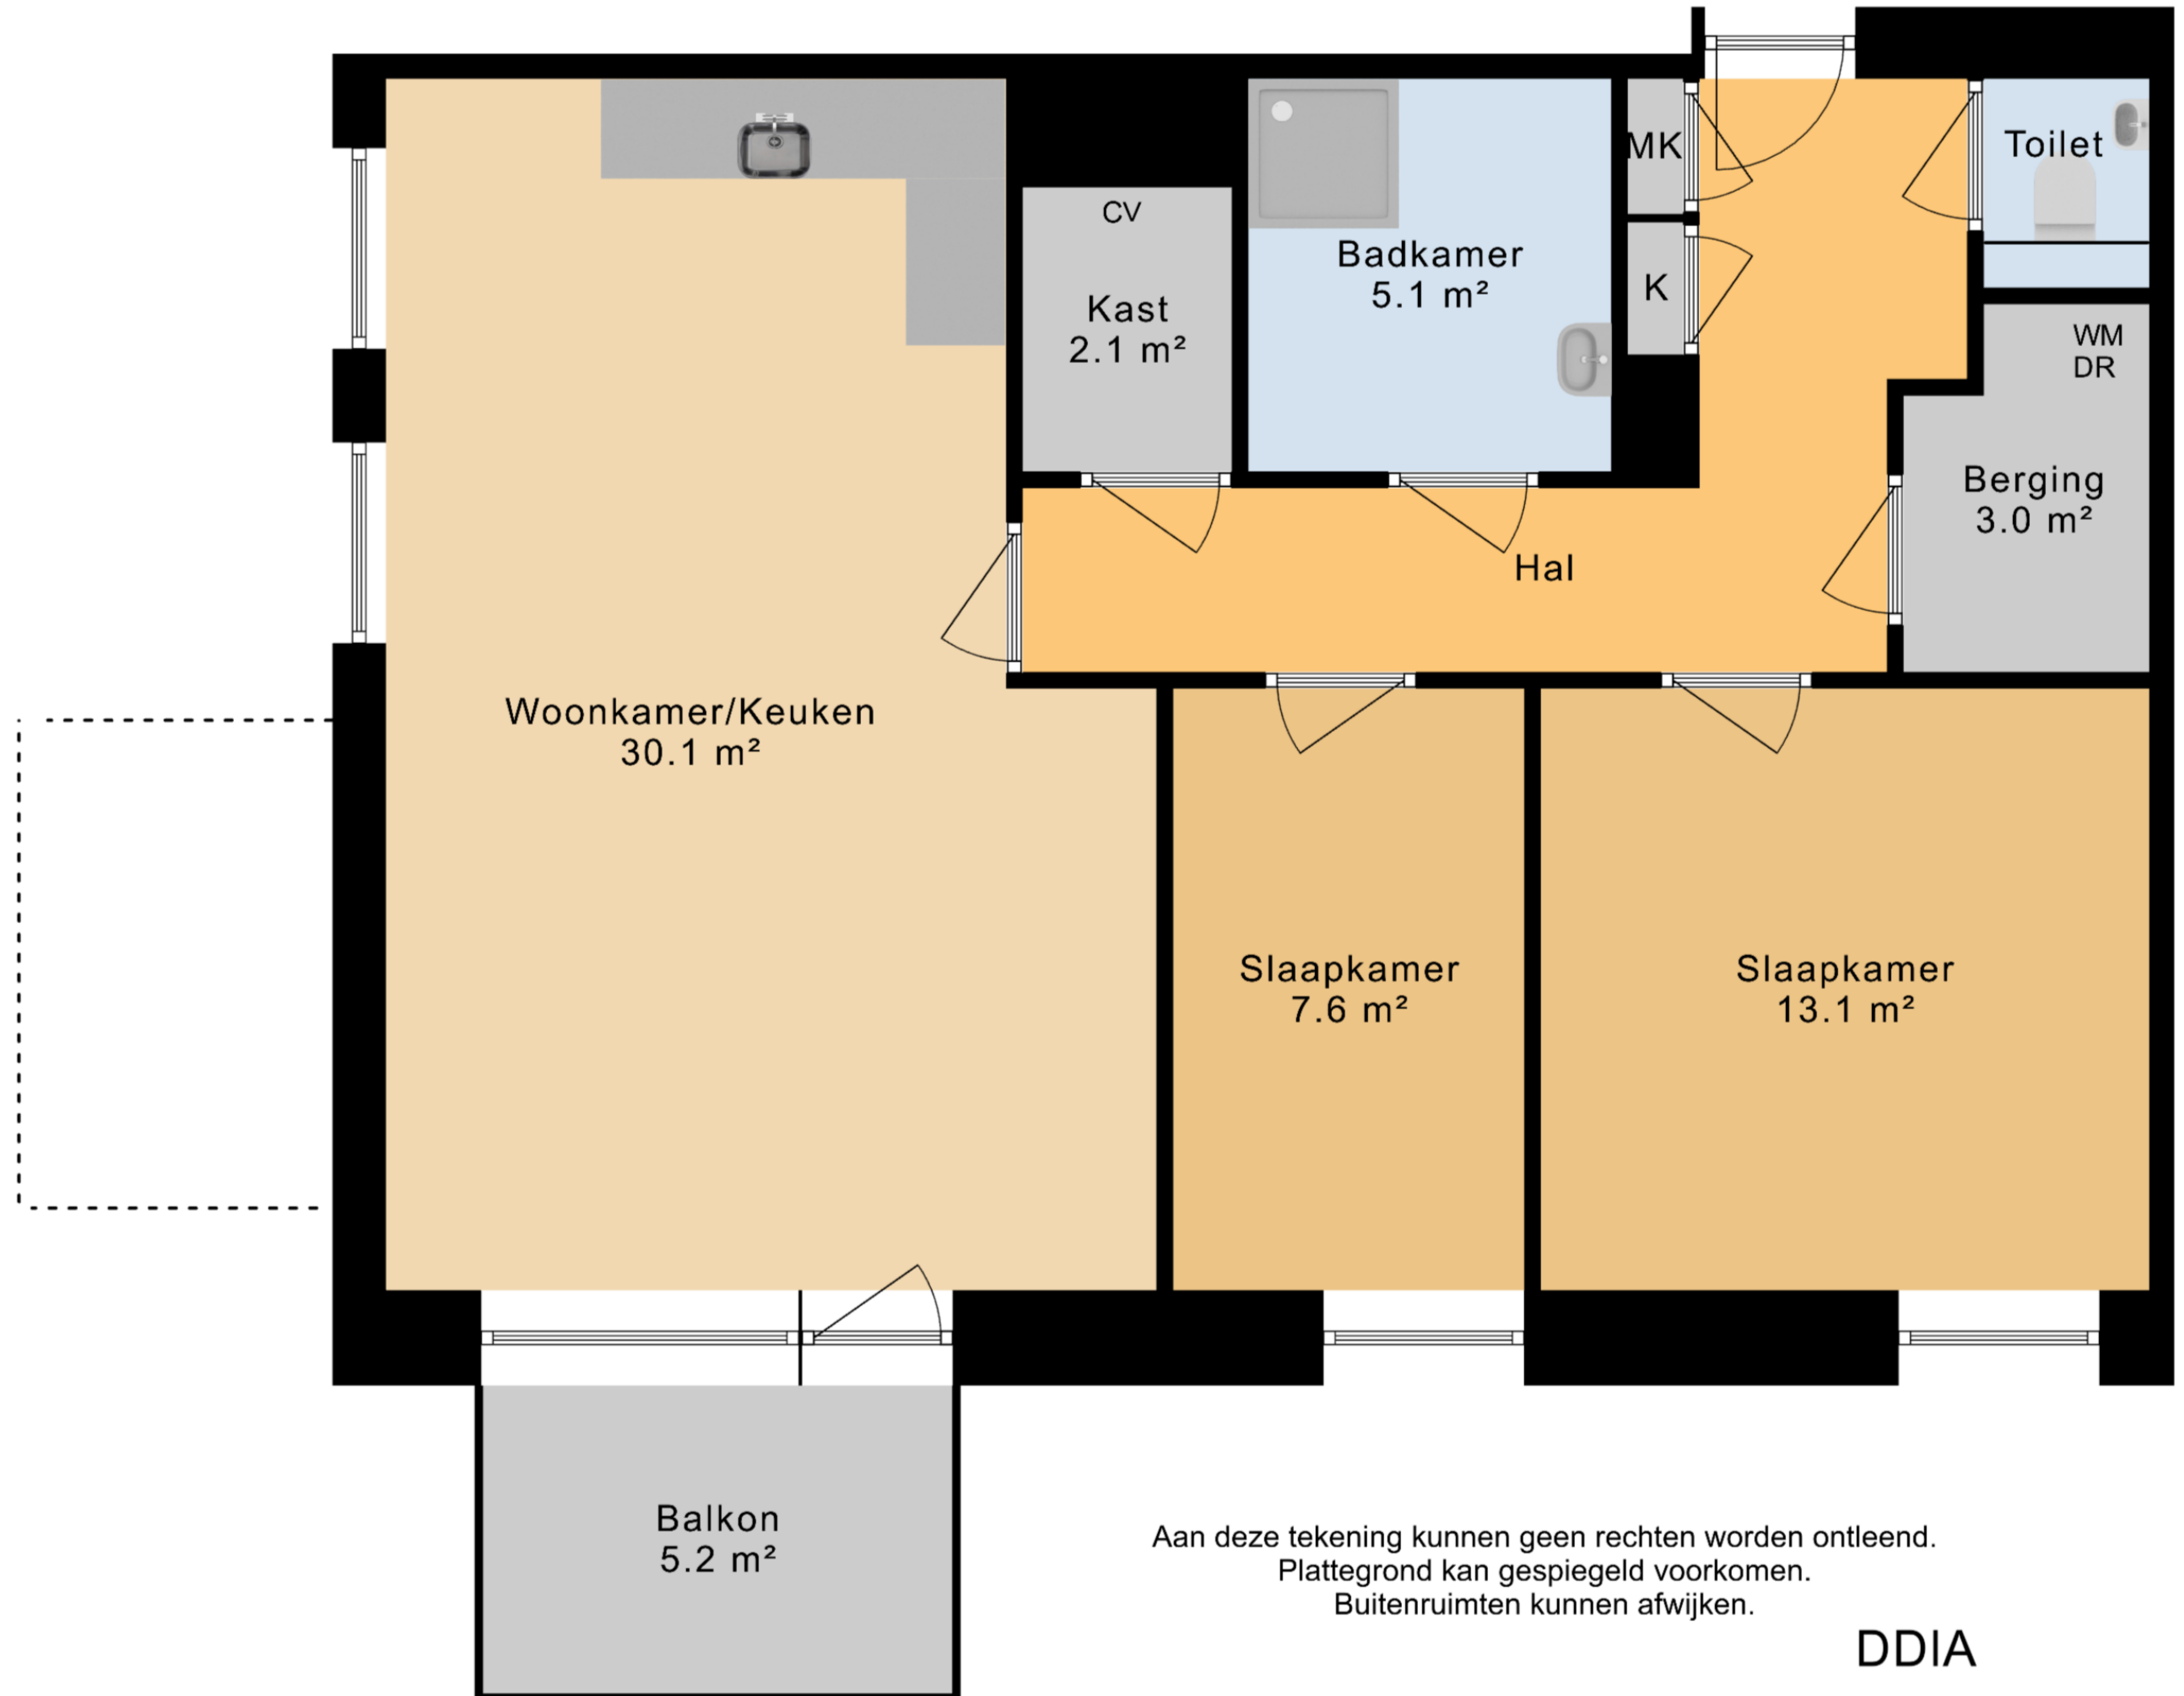 MK
Toilet
CV
Badkamer
5.1 m²
K
Kast
2.1 m²
WM
DR
Berging
3.0 m²
Hal
Woonkamer/Keuken
30.1 m²
Slaapkamer
7.6 m²
Slaapkamer
13.1 m²
Balkon
5.2 m²
Aan deze tekening kunnen geen rechten worden ontleend.
Plattegrond kan gespiegeld voorkomen.
Buitenruimten kunnen afwijken.
DDIA